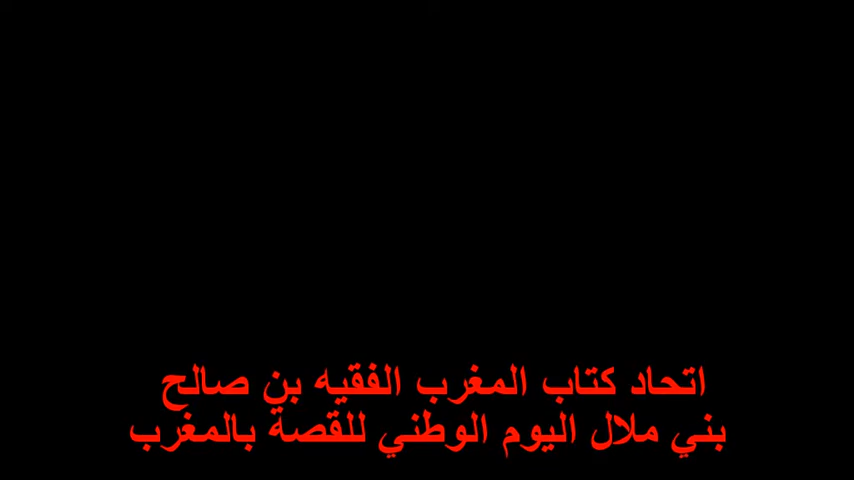 اتحاد كتاب المغرب الفقيه بن صالح
بني ملال اليوم الوطني للقصة بالمغرب